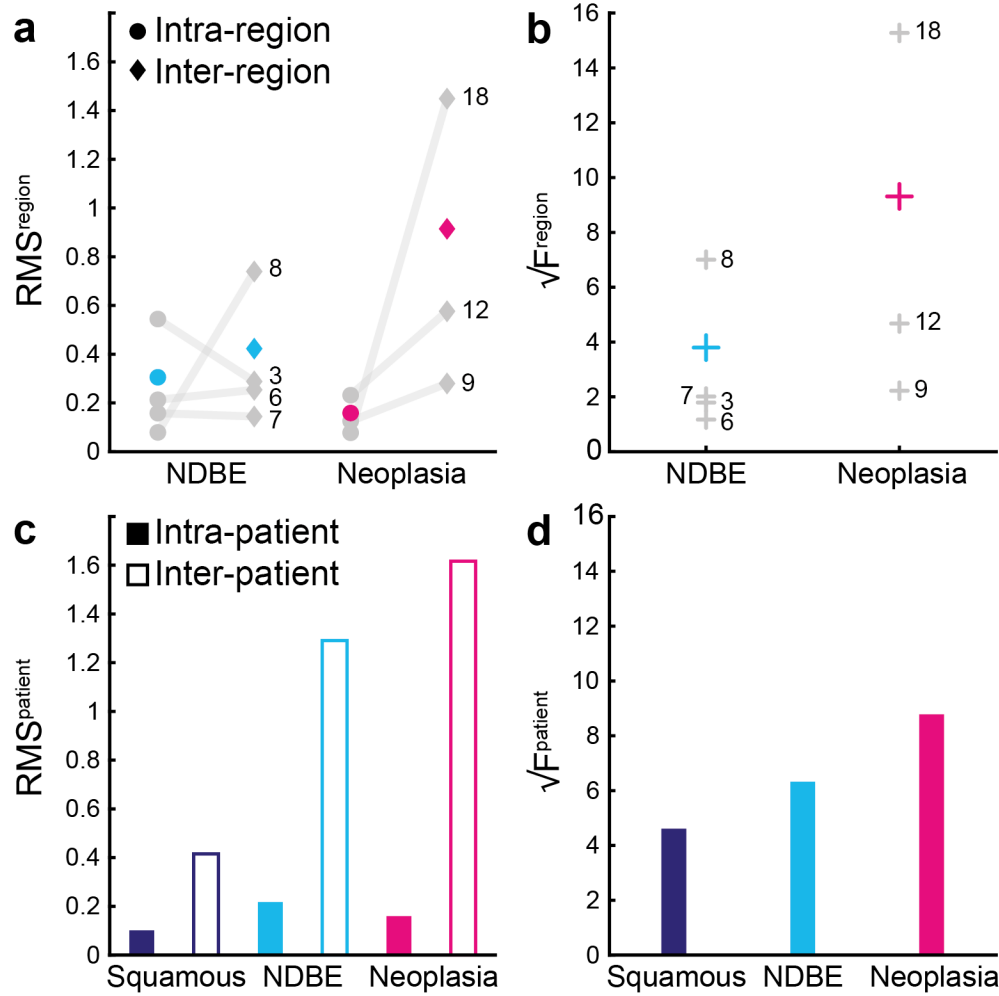 a
Intra-region
Inter-region
RMS^region
1.6
1.4
1.2
1
0.8
0.6
0.4
0.2
0
18
8
12
3
6
7
9
NDBE
Neoplasia
b
√F^region
16
14
12
10
8
6
4
2
0
18
8
12
7
3
6
9
NDBE
Neoplasia
c
Intra-patient
Inter-patient
RMS^patient
1.6
1.4
1.2
1
0.8
0.6
0.4
0.2
0
Squamous
NDBE
Neoplasia
d
√F^patient
16
14
12
10
8
6
4
2
0
Squamous
NDBE
Neoplasia